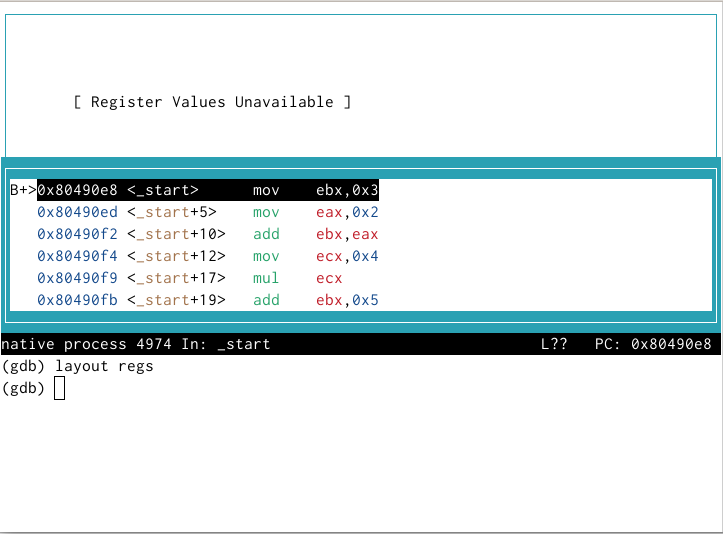 [ Register Values Unavailable ]
B+>0x80490e8 <_start>      mov    ebx,0x3
   0x80490ed <_start+5>    mov    eax,0x2
   0x80490f2 <_start+10>   add    ebx,eax
   0x80490f4 <_start+12>   mov    ecx,0x4
   0x80490f9 <_start+17>   mul    ecx
   0x80490fb <_start+19>   add    ebx,0x5
native process 4974 In: _start                              L??   PC: 0x80490e8
(gdb) layout regs
(gdb)